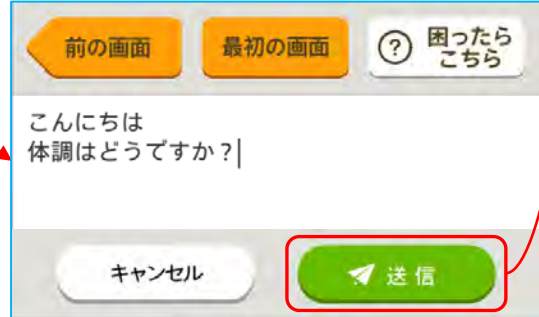 前の画面
最初の画面
? 困ったら
こちら
こんにちは
体調はどうですか?
キャンセル
送信